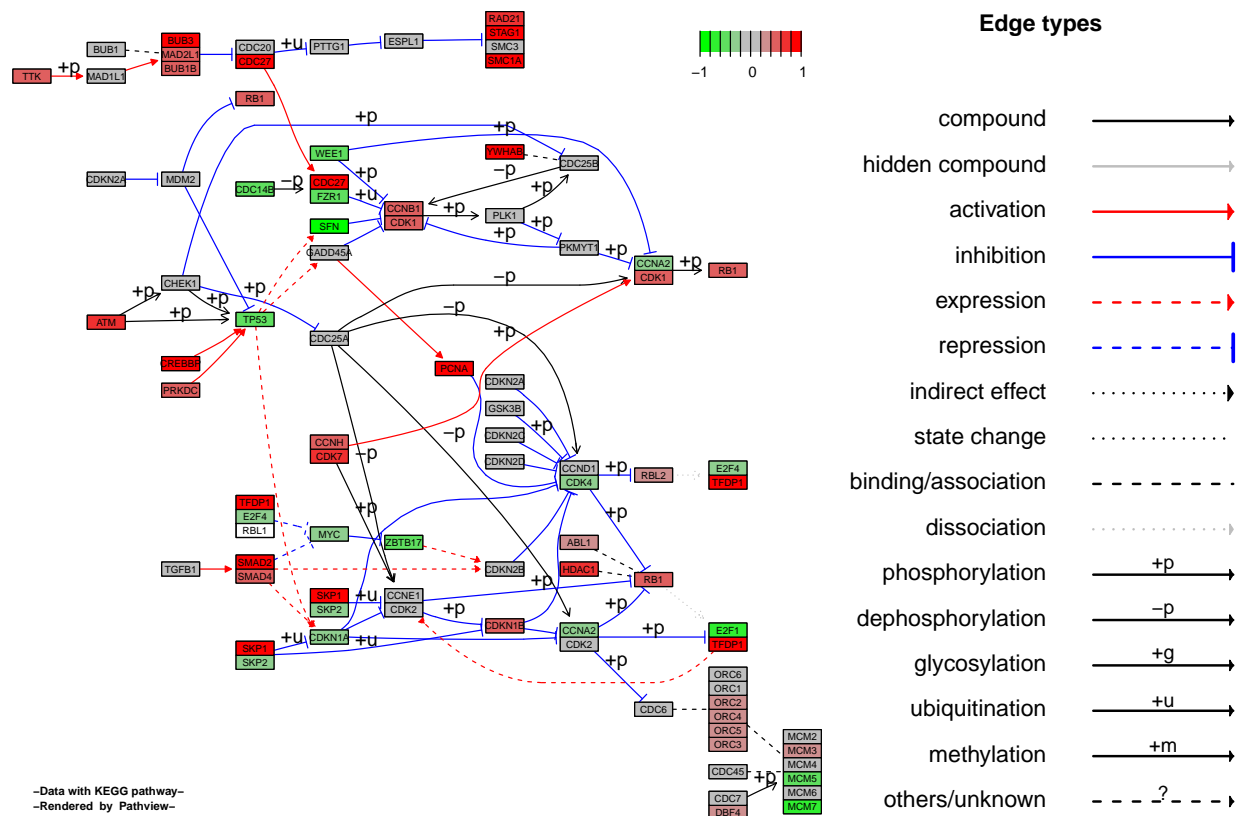 Edge types
RAD21
STAG1
SMC3
SMC1A
BUB1
BUB3
MAD2L1
BUB1B
CDC20
CDC27
+u
PTTG1
ESPL1
TTK
+p
MAD1L1
RB1
−1
0
1
CDKN2A
MDM2
+p
WEE1
+p
YWHAB
CDC25B
CDC14B
−p
CDC27
FZR1
+p
+u
−p
+p
CCNB1
CDK1
+p
PLK1
SFN
GADD45A
+p
PKMYT1
+p
CCNA2
CDK1
+p
RB1
CHEK1
+p
+p
+p
−p
ATM
+p
TP53
−p
+p
CDC25A
CREBBP
PRKDC
PCNA
CDKN2A
GSK3B
+p
CDKN2C
CDKN2D
CCNH
CDK7
−p
−p
CCND1
CDK4
+p
RBL2
E2F4
TFDP1
TFDP1
E2F4
RBL1
+p
+p
MYC
ZBTB17
ABL1
TGFB1
SMAD2
SMAD4
CDKN2B
HDAC1
RB1
+p
SKP1
SKP2
+u
CCNE1
CDK2
+p
+p
CDKN1A
+u
+u
CDKN1B
CCNA2
CDK2
+p
E2F1
TFDP1
SKP1
SKP2
+p
CDC6
ORC6
ORC1
ORC2
ORC4
ORC5
ORC3
MCM2
MCM3
MCM4
MCM5
MCM6
MCM7
CDC45
+p
CDC7
DBF4
compound
hidden compound
activation
inhibition
expression
repression
indirect effect
state change
binding/association
dissociation
phosphorylation +p
dephosphorylation −p
glycosylation +g
ubiquitination +u
methylation +m
others/unknown ?
−Data with KEGG pathway−
−Rendered by Pathview−